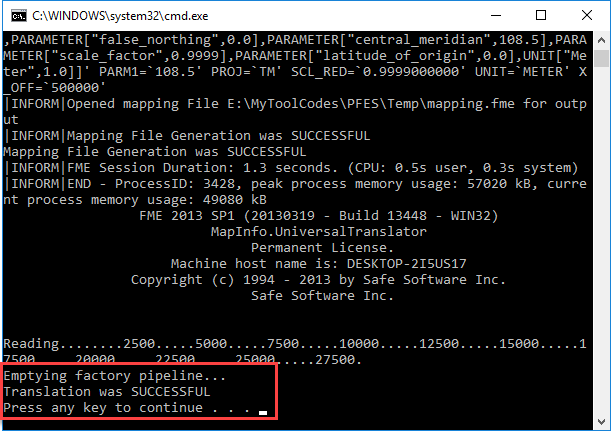 C:\WINDOWS\system32\cmd.exe
,PARAMETER["false_northing",0.0],PARAMETER["central_meridian",108.5],PARA
METER["scale_factor",0.9999],PARAMETER["latitude_of_origin",0.0],UNIT["Me
ter",1.0]]' PARM1=`108.5' PROJ=`TM' SCL_RED=`0.9999000000' UNIT=`METER' X
_OFF=`500000'
|INFORM|Opened mapping File E:\MyToolCodes\PFES\Temp\mapping.fme for outp
ut
|INFORM|Mapping File Generation was SUCCESSFUL
Mapping File Generation was SUCCESSFUL
|INFORM|FME Session Duration: 1.3 seconds. (CPU: 0.5s user, 0.3s system)
|INFORM|END - ProcessID: 3428, peak process memory usage: 57020 kB, curre
nt process memory usage: 49080 kB
FME 2013 SP1 (20130319 - Build 13448 - WIN32)
MapInfo.UniversalTranslator
Permanent License.
Machine host name is: DESKTOP-2I5US17
Copyright (c) 1994 - 2013 by Safe Software Inc.
Safe Software Inc.
Reading........2500.....5000.....7500.....10000.....12500.....15000.....1
7500.....20000.....22500.....25000.....27500.
Emptying factory pipeline...
Translation was SUCCESSFUL
Press any key to continue . . .